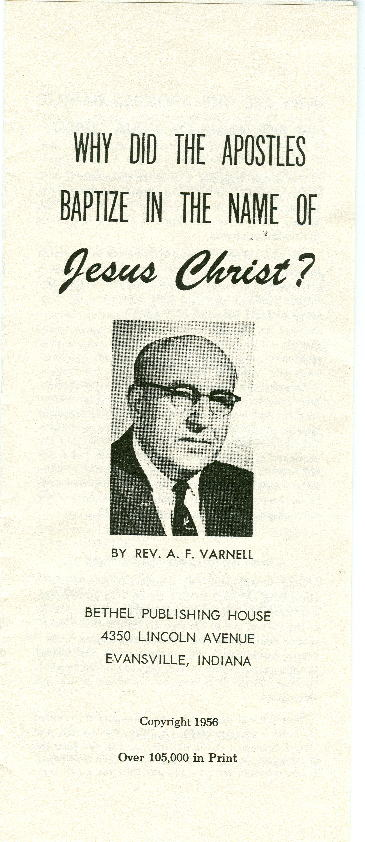 WHY DID THE APOSTLES
BAPTIZE IN THE NAME OF
Jesus Christ?
BY REV. A. F. VARNELL
BETHEL PUBLISHING HOUSE
4350 LINCOLN AVENUE
EVANSVILLE, INDIANA
Copyright 1956
Over 105,000 in Print